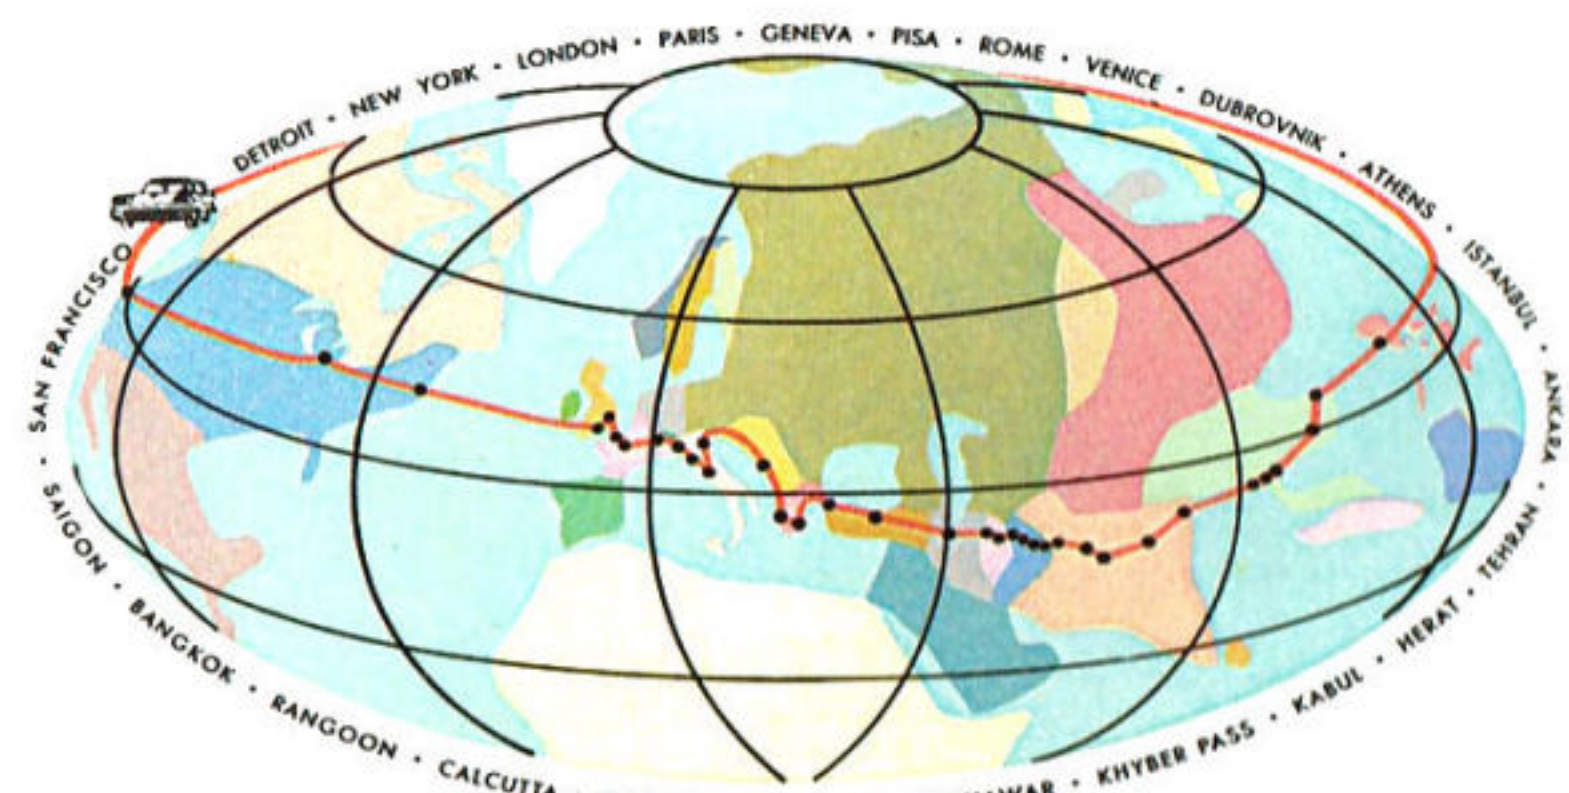 SAN FRANCISCO · DETROIT · NEW YORK · LONDON · PARIS · GENEVA · PISA · ROME · VENICE · DUBROVNIK · ATHENS · ISTANBUL · ANKARA · TEHRAN · HERAT · KABUL · KHYBER PASS ·
CALCUTTA · RANGOON · BANGKOK · SAIGON ·